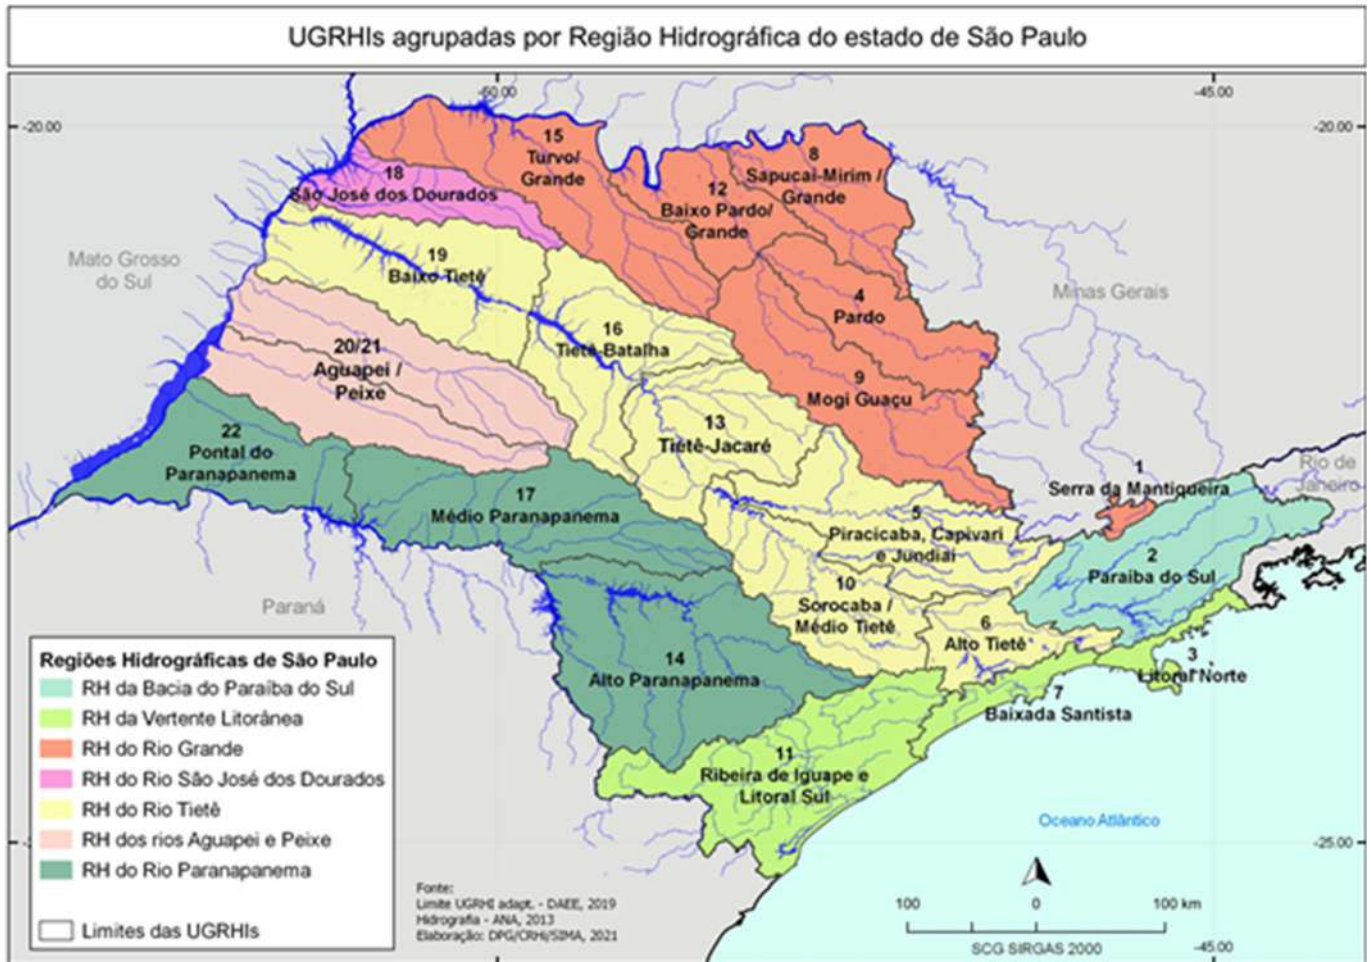 UGRHIs agrupadas por Região Hidrográfica do estado de São Paulo
-50.00
-45.00
-20.00
-20.00
15
Turvo/
Grande
8
Sapucaí-Mirim /
Grande
18
São José dos Dourados
12
Baixo Pardo/
Grande
Mato Grosso
do Sul
19
Baixo Tietê
Minas Gerais
4
Pardo
16
Tietê-Batalha
20/21
Aguapeí /
Peixe
9
Mogi Guaçu
13
Tietê-Jacaré
22
Pontal do
Paranapanema
1
Serra da Mantiqueira
Rio de
Janeiro
17
Médio Paranapanema
5
Piracicaba, Capivari
e Jundiaí
2
Paraíba do Sul
10
Sorocaba /
Médio Tietê
Paraná
6
Alto Tietê
3
Litoral Norte
14
Alto Paranapanema
7
Baixada Santista
11
Ribeira de Iguape e
Litoral Sul
Oceano Atlântico
-25.00
Regiões Hidrográficas de São Paulo
RH da Bacia do Paraíba do Sul
RH da Vertente Litorânea
RH do Rio Grande
RH do Rio São José dos Dourados
RH do Rio Tietê
RH dos rios Aguapeí e Peixe
RH do Rio Paranapanema
Limites das UGRHIs
Fonte:
Limite UGRHI adapt. - DAEE, 2019
Hidrografia - ANA, 2013
Elaboração: DPG/CRHi/SIMA, 2021
100 0 100 km
SCG SIRGAS 2000
-45.00